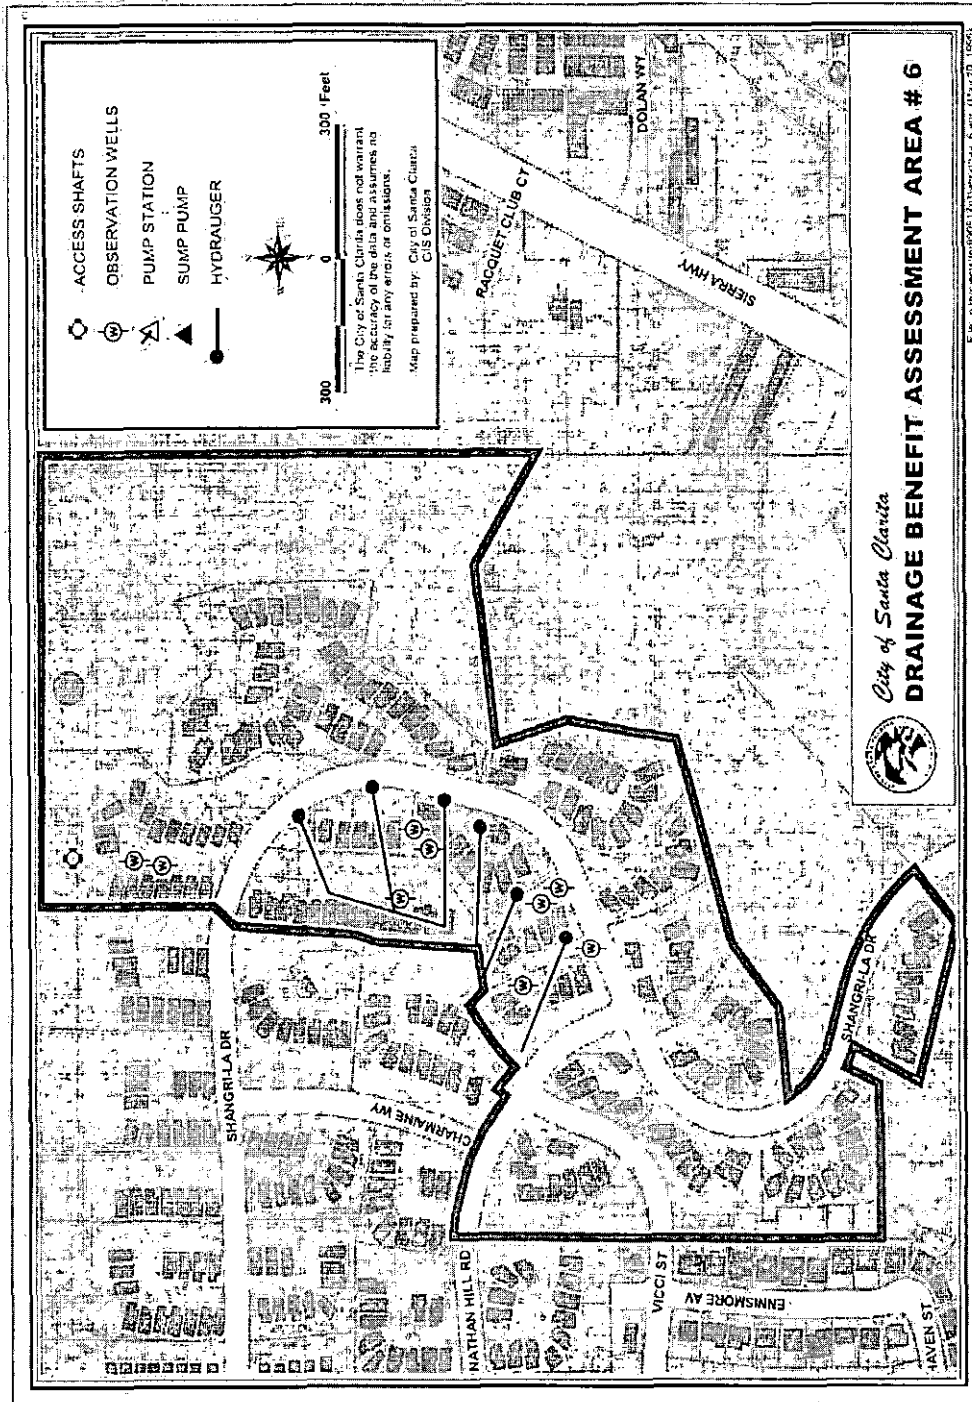 ACCESS SHAFTS
OBSERVATION WELLS
PUMP STATION
SUMP PUMP
HYDRAUGER
300 0 300 Feet
The City of Santa Clarita does not warrant
the accuracy of the data and assumes no
liability for any errors or omissions.
Map prepared by: City of Santa Clarita
GIS Division
DOLAN WY
RACQUET CLUB CT
SIERRA HWY
SHANGRI-LA DR
CHARMAINE WY
NATHAN HILL RD
VICCI ST
ENNISMORE AV
HAVEN ST
SHANGRI-LA DR
W
W
W
W
W
W
W
W
W
City of Santa Clarita
DRAINAGE BENEFIT ASSESSMENT AREA # 6